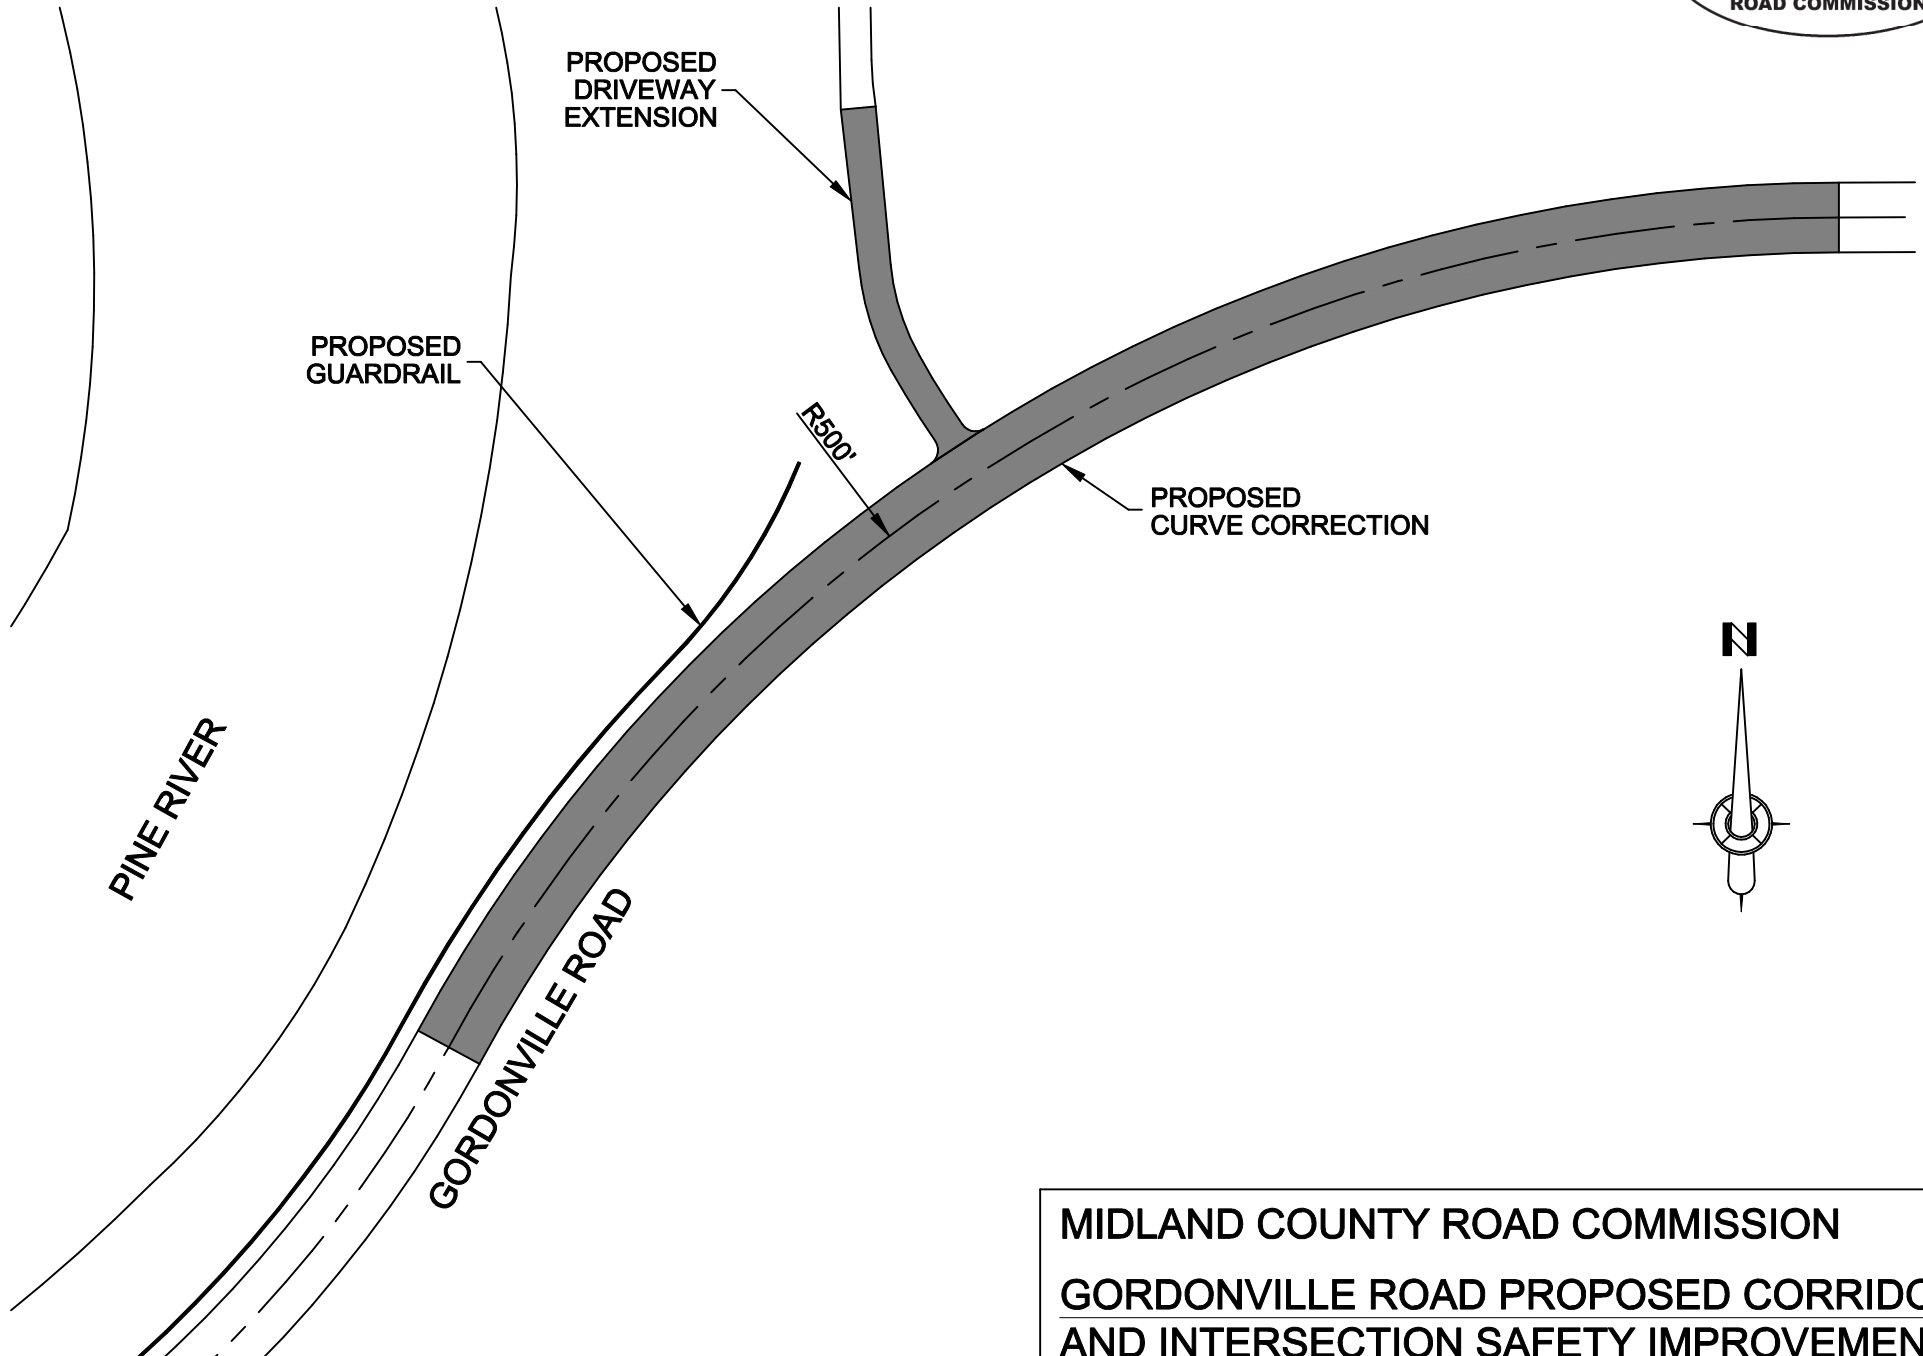 ROAD COMMISSION
PROPOSED
DRIVEWAY
EXTENSION
PROPOSED
GUARDRAIL
R500'
PROPOSED
CURVE CORRECTION
N
PINE RIVER
GORDONVILLE ROAD
MIDLAND COUNTY ROAD COMMISSION
GORDONVILLE ROAD PROPOSED CORRIDO
AND INTERSECTION SAFETY IMPROVEMEN